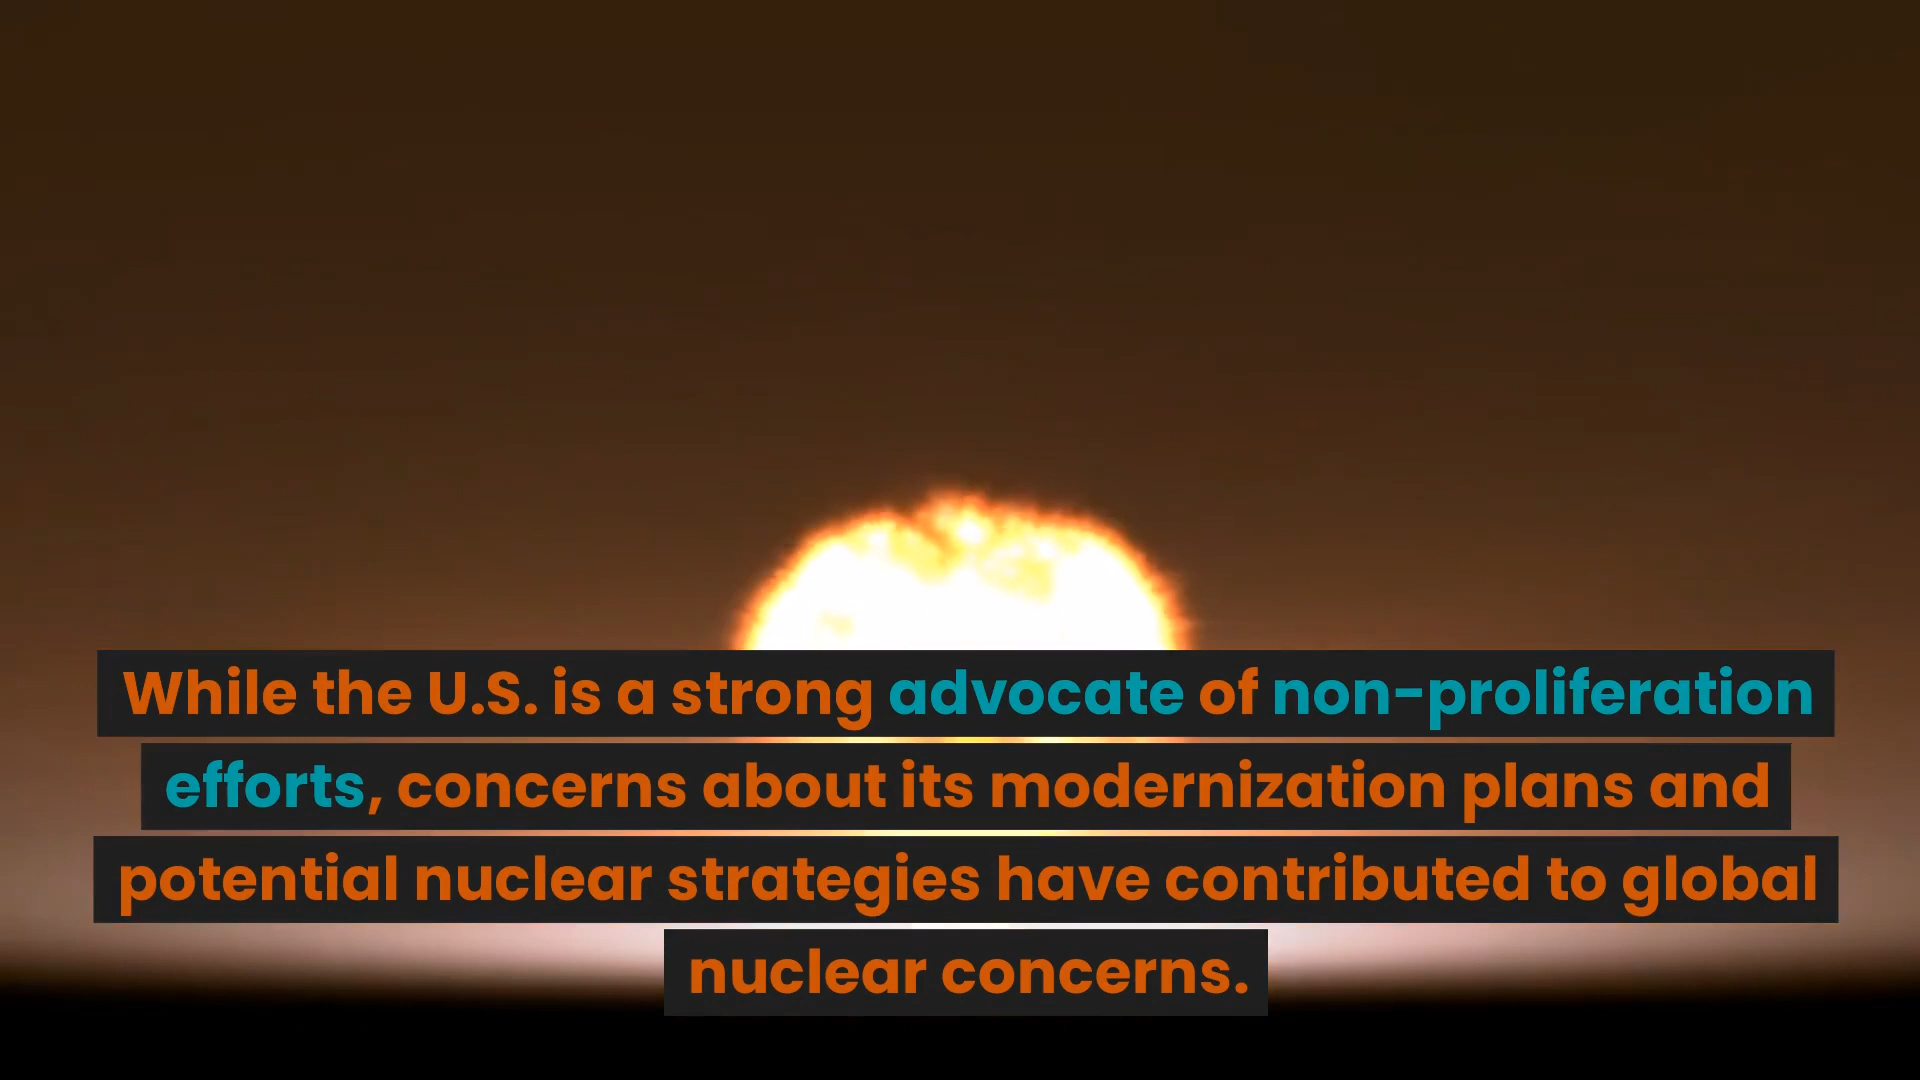 While the U.S. is a strong advocate of non-proliferation
efforts, concerns about its modernization plans and
potential nuclear strategies have contributed to global
nuclear concerns.